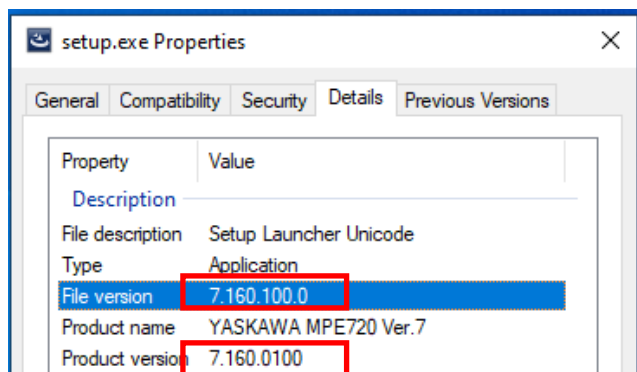 setup.exe Properties
General Compatibility Security Details Previous Versions
Property Value
Description
File description Setup Launcher Unicode
Type Application
File version 7.160.100.0
Product name YASKAWA MPE720 Ver.7
Product version 7.160.0100